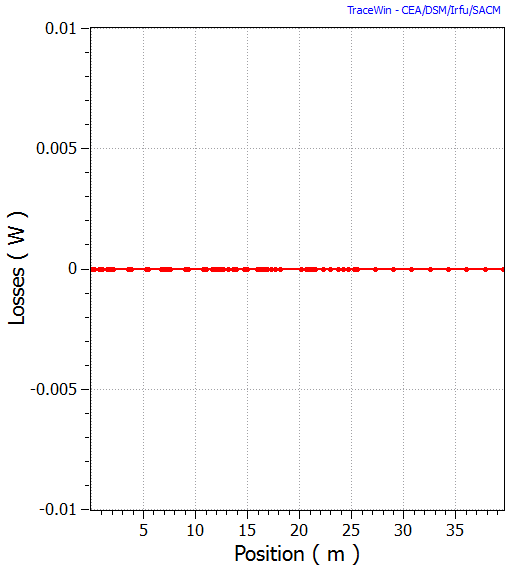 TraceWin - CEA/DSM/Irfu/SACM
0.01
0.005
0
-0.005
-0.01
Losses ( W )
5 10 15 20 25 30 35
Position ( m )